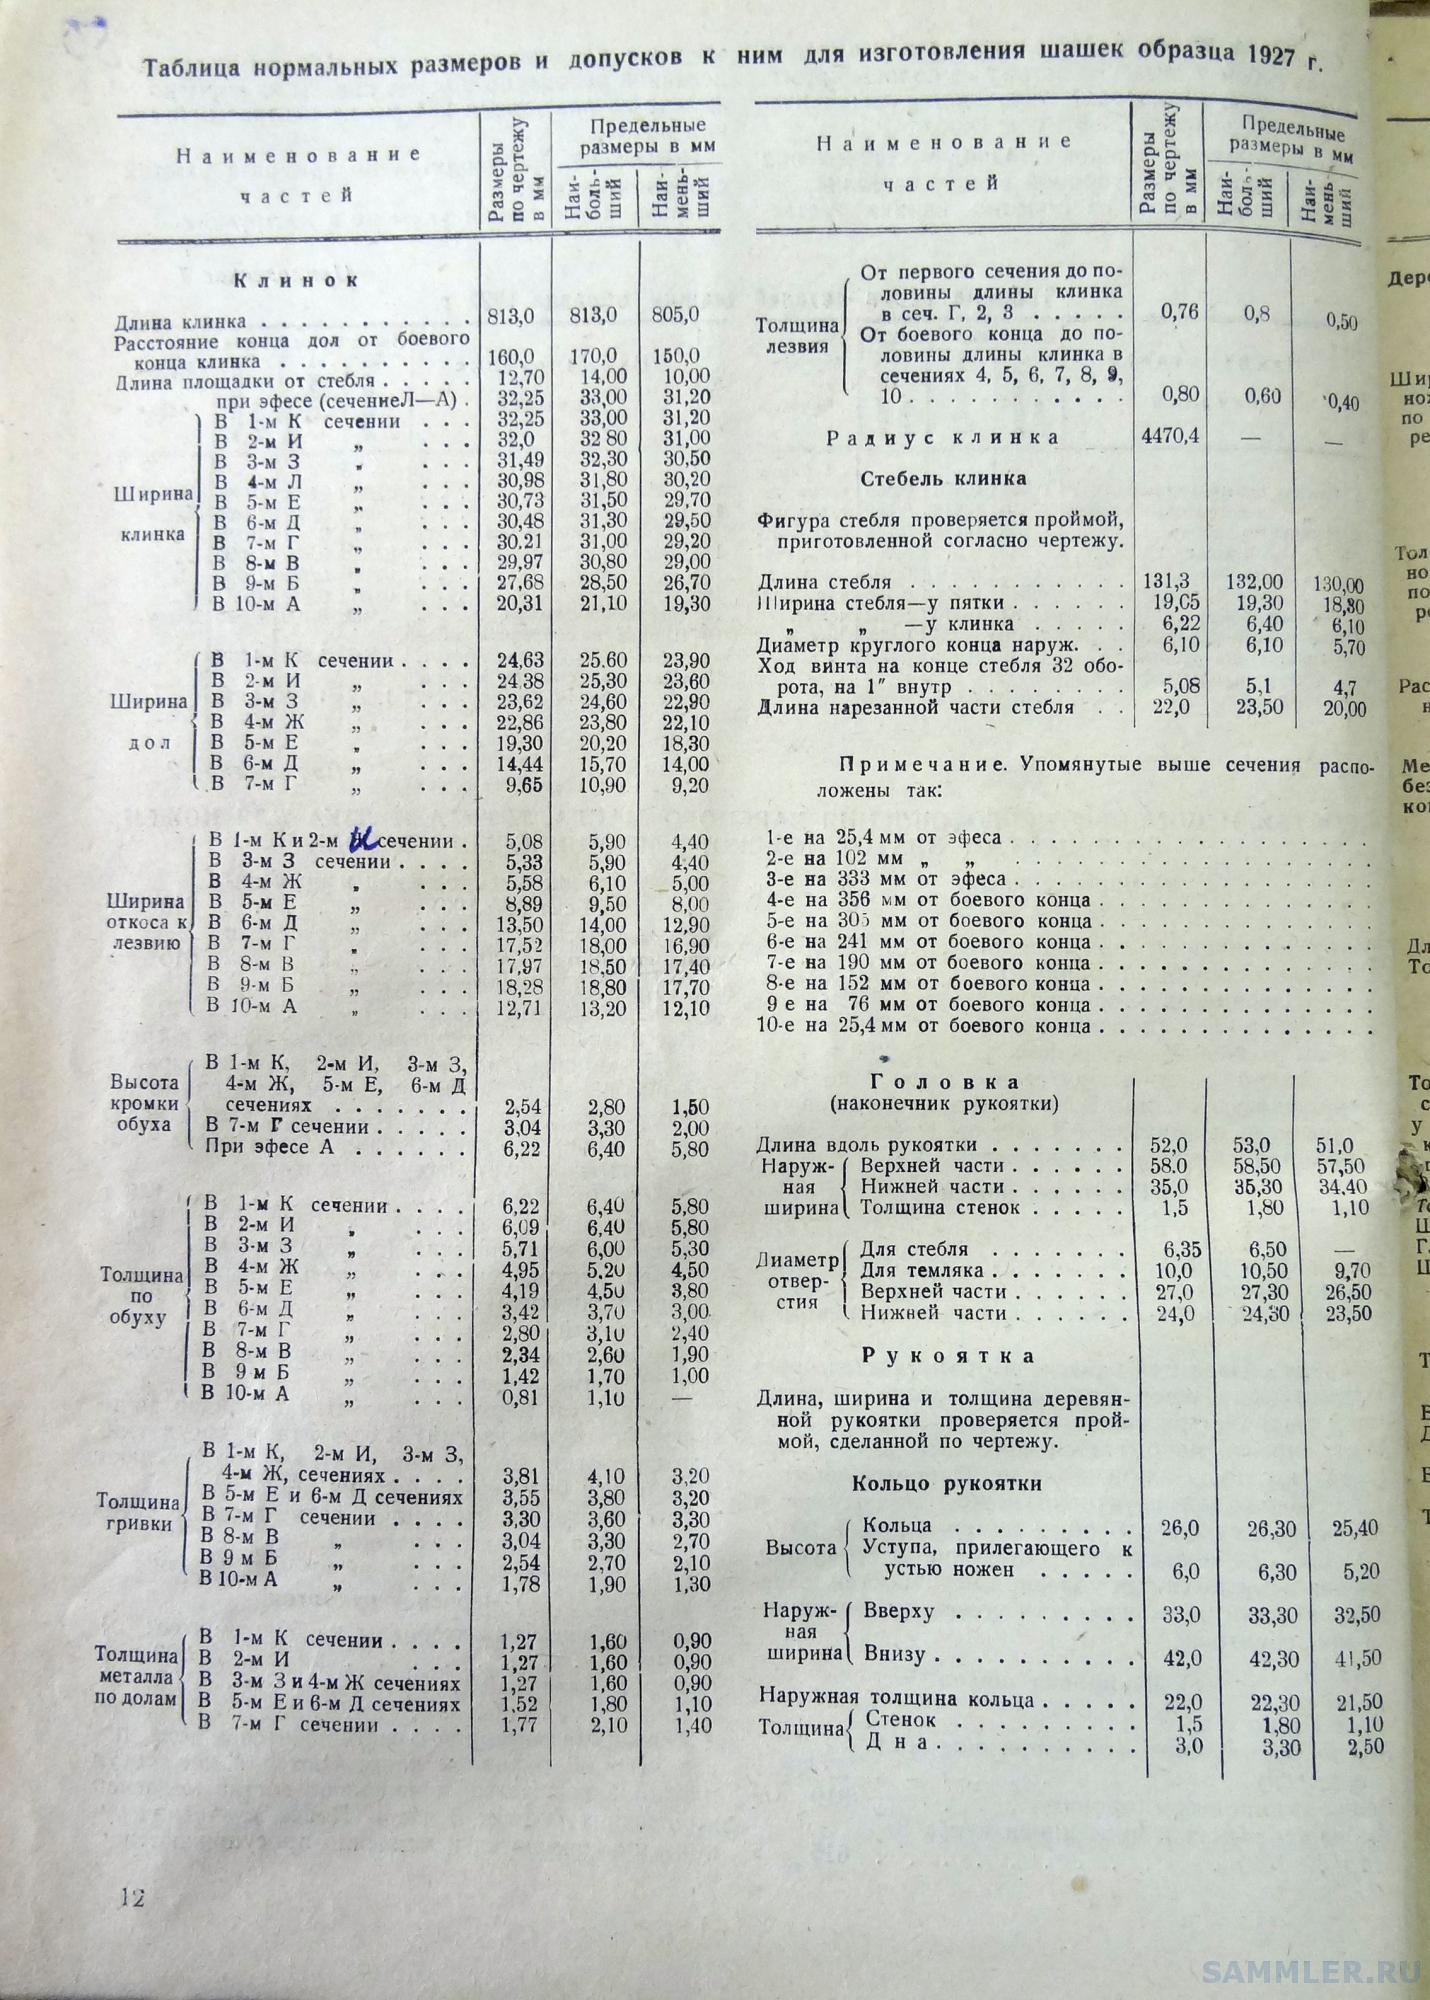 Таблица нормальных размеров и допусков к ним для изготовления шашек образца 1927 г.
Наименование частей
Размеры по чертежу в мм
Предельные размеры в мм
Наи-боль-ший
Наи-мень-ший
Клинок
Длина клинка . . . . . . . . . . . 813,0 813,0 805,0
Расстояние конца дол от боевого
конца клинка . . . . . . . . . . 160,0 170,0 150,0
Длина площадки от стебля . . . . . 12,70 14,00 10,00
при эфесе (сечение Л—А) . 32,25 33,00 31,20
Ширина клинка
В 1-м К сечении . . . 32,25 33,00 31,20
В 2-м И „ . . . 32,0 32 80 31,00
В 3-м З „ . . . 31,49 32,30 30,50
В 4-м Л „ . . . 30,98 31,80 30,20
В 5-м Е „ . . . 30,73 31,50 29,70
В 6-м Д „ . . . 30,48 31,30 29,50
В 7-м Г „ . . . 30.21 31,00 29,20
В 8-м В „ . . . 29,97 30,80 29,00
В 9-м Б „ . . . 27,68 28,50 26,70
В 10-м А „ . . . 20,31 21,10 19,30
Ширина дол
В 1-м К сечении . . . . 24,63 25.60 23,90
В 2-м И „ . . . 24.38 25,30 23,60
В 3-м З „ . . . 23,62 24,60 22,90
В 4-м Ж „ . . . 22,86 23,80 22,10
В 5-м Е „ . . . 19,30 20,20 18,30
В 6-м Д „ . . . 14,44 15,70 14,00
В 7-м Г „ . . . 9,65 10,90 9,20
Ширина откоса к лезвию
В 1-м К и 2-м И сечении . 5,08 5,90 4,40
В 3-м З сечении . . . . 5,33 5,90 4,40
В 4-м Ж „ . . . 5,58 6,10 5,00
В 5-м Е „ . . . 8,89 9,50 8,00
В 6-м Д „ . . . 13,50 14,00 12,90
В 7-м Г „ . . . 17,52 18,00 16,90
В 8-м В „ . . . 17,97 18,50 17,40
В 9-м Б „ . . . 18,28 18,80 17,70
В 10-м А „ . . . 12,71 13,20 12,10
Высота кромки обуха
В 1-м К, 2-м И, 3-м З,
4-м Ж, 5-м Е, 6-м Д
сечениях . . . . . . . 2,54 2,80 1,50
В 7-м Г сечении . . . . . 3,04 3,30 2,00
При эфесе А . . . . . . 6,22 6,40 5,80
Толщина по обуху
В 1-м К сечении . . . . 6,22 6,40 5,80
В 2-м И „ . . . 6,09 6,40 5,80
В 3-м З „ . . . 5,71 6,00 5,30
В 4-м Ж „ . . . 4,95 5.20 4,50
В 5-м Е „ . . . 4,19 4,50 3,80
В 6-м Д „ . . . 3,42 3,70 3,00
В 7-м Г „ . . . 2,80 3,10 2,40
В 8-м В „ . . . 2,34 2,60 1,90
В 9 м Б „ . . . 1,42 1,70 1,00
В 10-м А „ . . . 0,81 1,10 —
Толщина гривки
В 1-м К, 2-м И, 3-м З,
4-м Ж, сечениях . . . . 3,81 4,10 3,20
В 5-м Е и 6-м Д сечениях 3,55 3,80 3,20
В 7-м Г сечении . . . . 3,30 3,60 3,30
В 8-м В „ . . . 3,04 3,30 2,70
В 9 м Б „ . . . 2,54 2,70 2,10
В 10-м А „ . . . 1,78 1,90 1,30
Толщина металла по долам
В 1-м К сечении . . . . 1,27 1,60 0,90
В 2-м И . . . 1,27 1,60 0,90
В 3-м З и 4-м Ж сечениях 1,27 1,60 0,90
В 5-м Е и 6-м Д сечениях 1,52 1,80 1,10
В 7-м Г сечении . . . . 1,77 2,10 1,40
12
Наименование частей
Размеры по чертежу в мм
Предельные размеры в мм
Наи-боль-ший
Наи-мень-ший
Толщина лезвия
От первого сечения до по-
ловины длины клинка
в сеч. Г, 2, 3 . . . . . 0,76 0,8 0,50
От боевого конца до по-
ловины длины клинка в
сечениях 4, 5, 6, 7, 8, 9,
10 . . . . . . . . . . . 0,80 0,60 0,40
Радиус клинка 4470,4 — —
Стебель клинка
Фигура стебля проверяется проймой,
приготовленной согласно чертежу.
Длина стебля . . . . . . . . . . . 131,3 132,00 130,00
Ширина стебля—у пятки . . . . . . 19,05 19,30 18,80
„ „ —у клинка . . . . . 6,22 6,40 6,10
Диаметр круглого конца наруж. . . 6,10 6,10 5,70
Ход винта на конце стебля 32 обо-
рота, на 1″ внутр . . . . . . . . 5,08 5,1 4,7
Длина нарезанной части стебля . . 22,0 23,50 20,00
Примечание. Упомянутые выше сечения распо-
ложены так:
1-е на 25,4 мм от эфеса . . . . . . . . . . . . . . . . . .
2-е на 102 мм „ „ . . . . . . . . . . . . . . . . . .
3-е на 333 мм от эфеса . . . . . . . . . . . . . . . . . .
4-е на 356 мм от боевого конца . . . . . . . . . . . . . .
5-е на 305 мм от боевого конца . . . . . . . . . . . . . .
6-е на 241 мм от боевого конца . . . . . . . . . . . . . .
7-е на 190 мм от боевого конца . . . . . . . . . . . . . .
8-е на 152 мм от боевого конца . . . . . . . . . . . . . .
9 е на 76 мм от боевого конца . . . . . . . . . . . . . .
10-е на 25,4 мм от боевого конца . . . . . . . . . . . . . .
Головка
(наконечник рукоятки)
Длина вдоль рукоятки . . . . . . . 52,0 53,0 51,0
Наруж-ная ширина
Верхней части . . . . . . 58.0 58,50 57,50
Нижней части . . . . . . 35,0 35,30 34.40
Толщина стенок . . . . . 1,5 1,80 1,10
Диаметр отвер-стия
Для стебля . . . . . . . 6,35 6,50 —
Для темляка . . . . . . . 10,0 10,50 9,70
Верхней части . . . . . . 27,0 27,30 26,50
Нижней части . . . . . . 24,0 24,30 23,50
Рукоятка
Длина, ширина и толщина деревян-
ной рукоятки проверяется прой-
мой, сделанной по чертежу.
Кольцо рукоятки
Высота
Кольца . . . . . . . . . 26,0 26,30 25,40
Уступа, прилегающего к
устью ножен . . . . . 6,0 6,30 5,20
Наруж-ная ширина
Вверху . . . . . . . . . 33,0 33,30 32,50
Внизу . . . . . . . . . . 42,0 42,30 41,50
Наружная толщина кольца . . . . . 22,0 22,30 21,50
Толщина
Стенок . . . . . . . . . 1,5 1,80 1,10
Дна . . . . . . . . . . 3,0 3,30 2,50
SAMMLER.RU